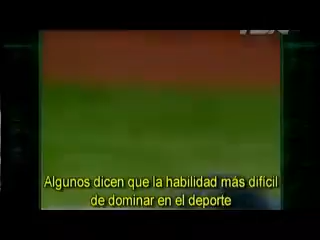 Algunos dicen que la habilidad más difícil
de dominar en el deporte